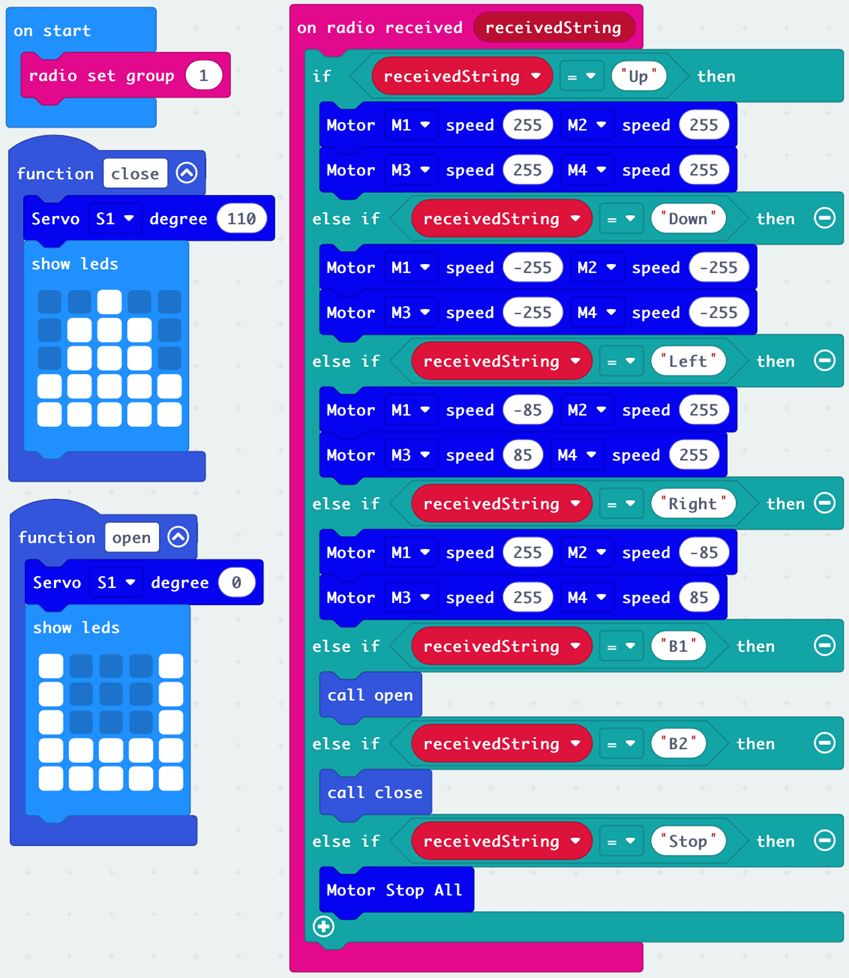 on start
radio set group 1
function close
Servo S1 degree 110
show leds
function open
Servo S1 degree 0
show leds
on radio received receivedString
if receivedString = "Up" then
Motor M1 speed 255 M2 speed 255
Motor M3 speed 255 M4 speed 255
else if receivedString = "Down" then
Motor M1 speed -255 M2 speed -255
Motor M3 speed -255 M4 speed -255
else if receivedString = "Left" then
Motor M1 speed -85 M2 speed 255
Motor M3 speed 85 M4 speed 255
else if receivedString = "Right" then
Motor M1 speed 255 M2 speed -85
Motor M3 speed 255 M4 speed 85
else if receivedString = "B1" then
call open
else if receivedString = "B2" then
call close
else if receivedString = "Stop" then
Motor Stop All